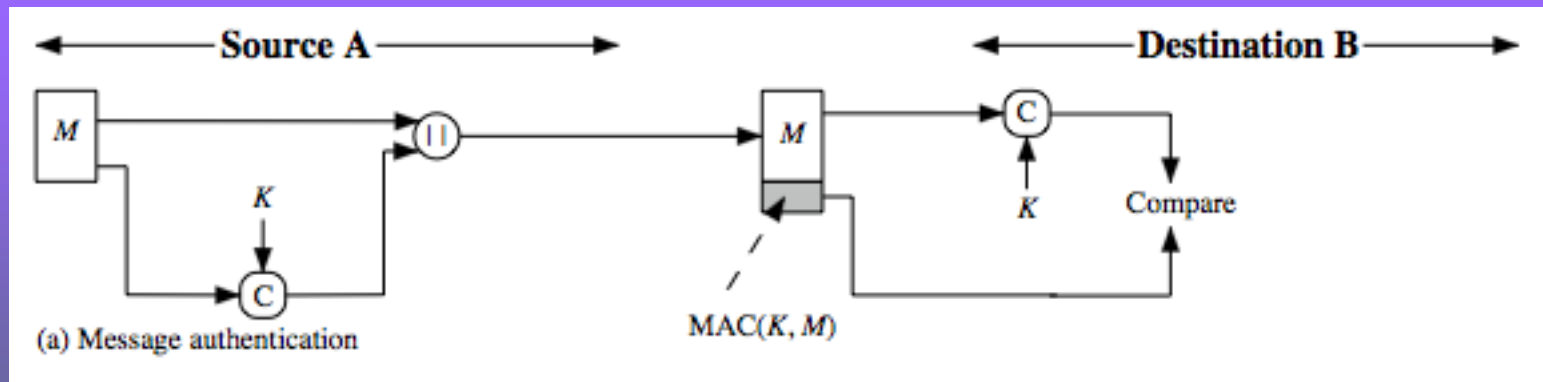 Source A
Destination B
M
||
M
C
K
K
Compare
C
MAC(K, M)
(a) Message authentication